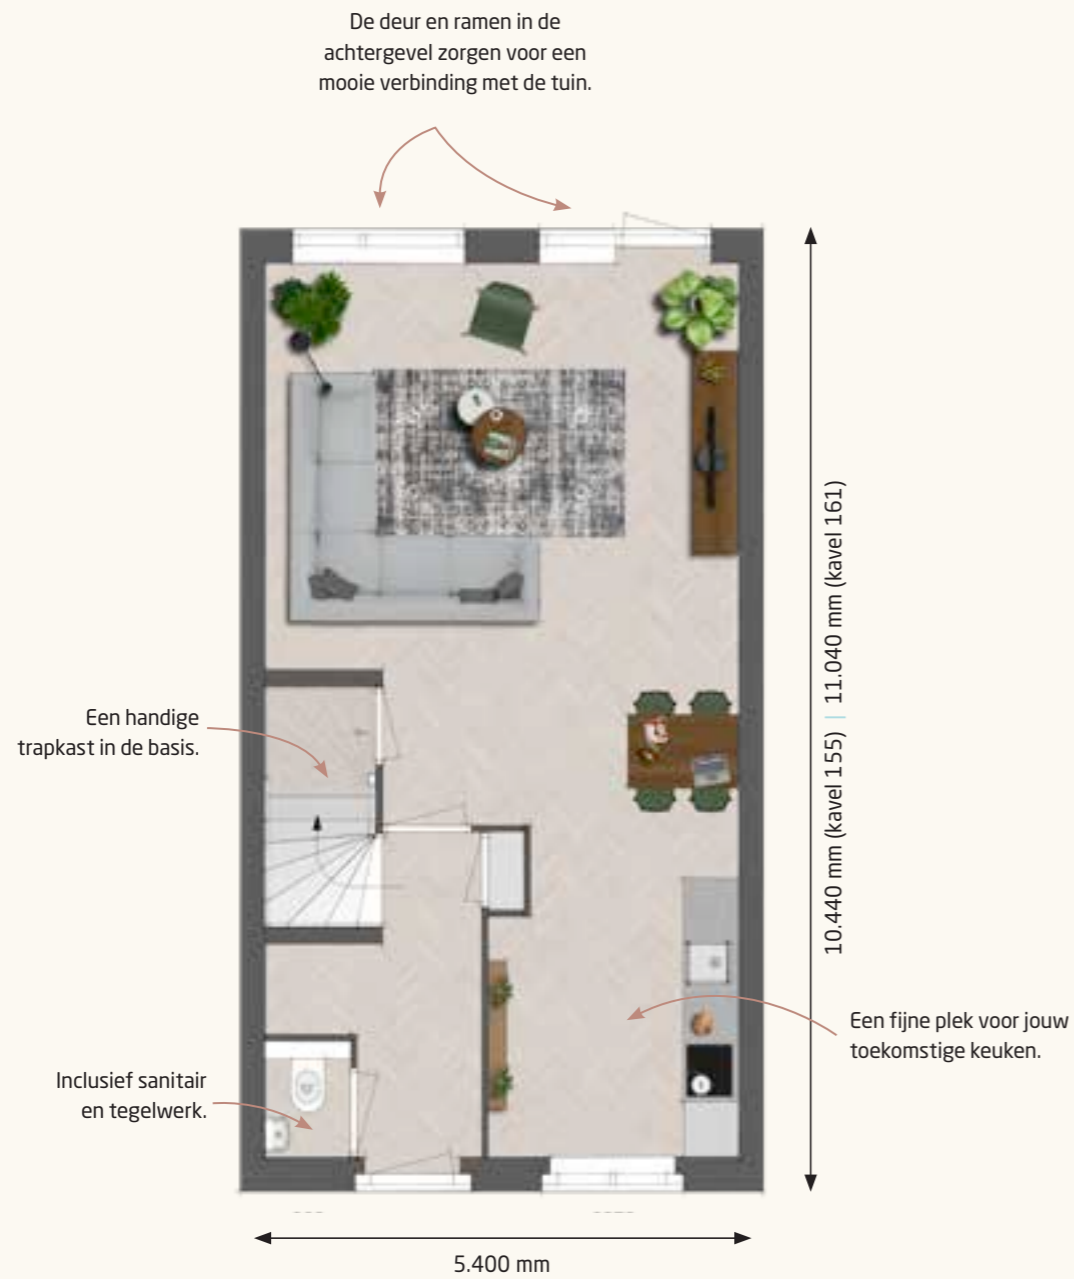 De deur en ramen in de
achtergevel zorgen voor een
mooie verbinding met de tuin.
10.440 mm (kavel 155) | 11.040 mm (kavel 161)
Een handige
trapkast in de basis.
Een fijne plek voor jouw
toekomstige keuken.
Inclusief sanitair
en tegelwerk.
5.400 mm